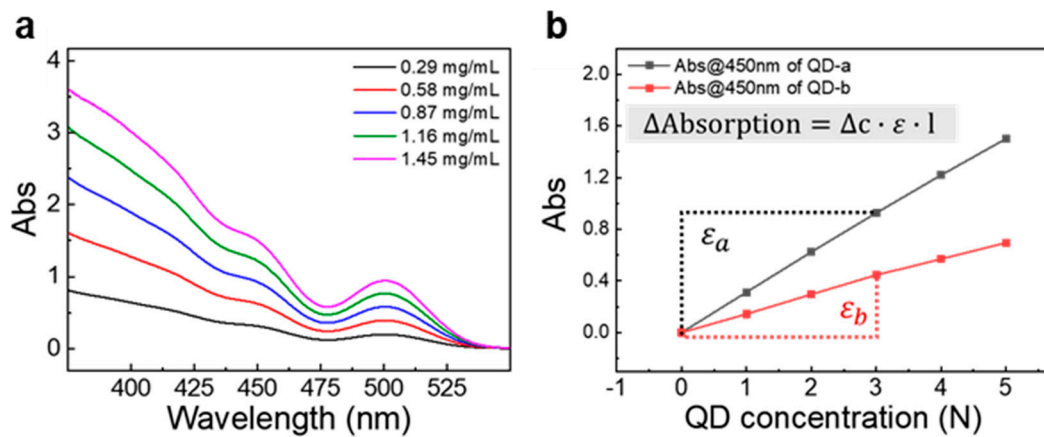 a
4
3
2
1
0
Abs
0.29 mg/mL
0.58 mg/mL
0.87 mg/mL
1.16 mg/mL
1.45 mg/mL
400 425 450 475 500 525
Wavelength (nm)
b
2.0
1.6
1.2
0.8
0.4
0.0
Abs
Abs@450nm of QD-a
Abs@450nm of QD-b
ΔAbsorption = Δc · ε · l
εa
εb
-1 0 1 2 3 4 5
QD concentration (N)